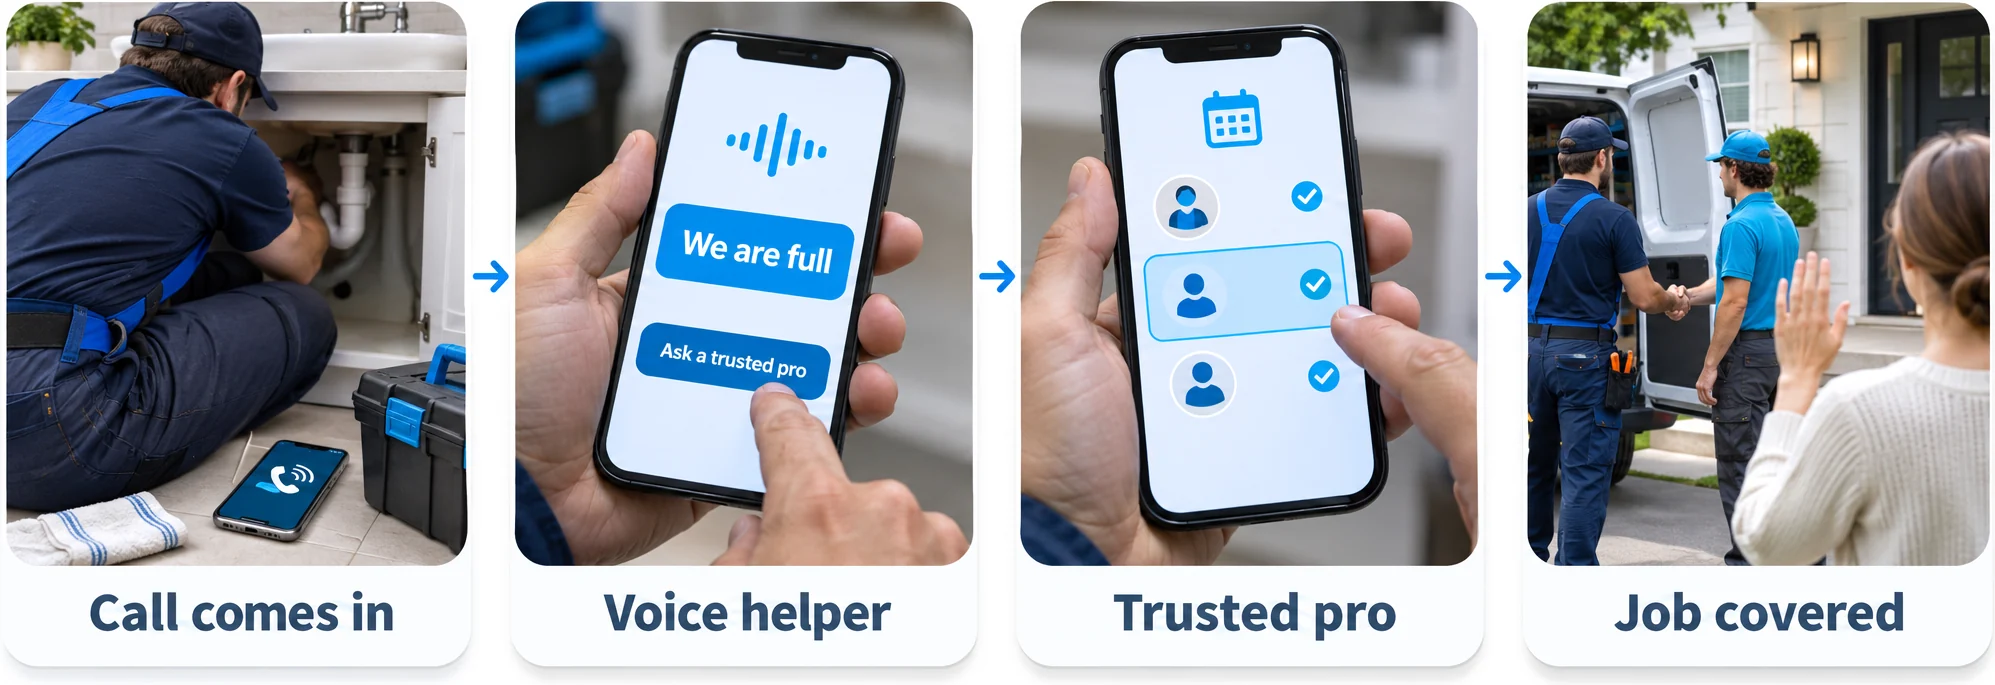 We are full
Ask a trusted pro
Call comes in
Voice helper
Trusted pro
Job covered